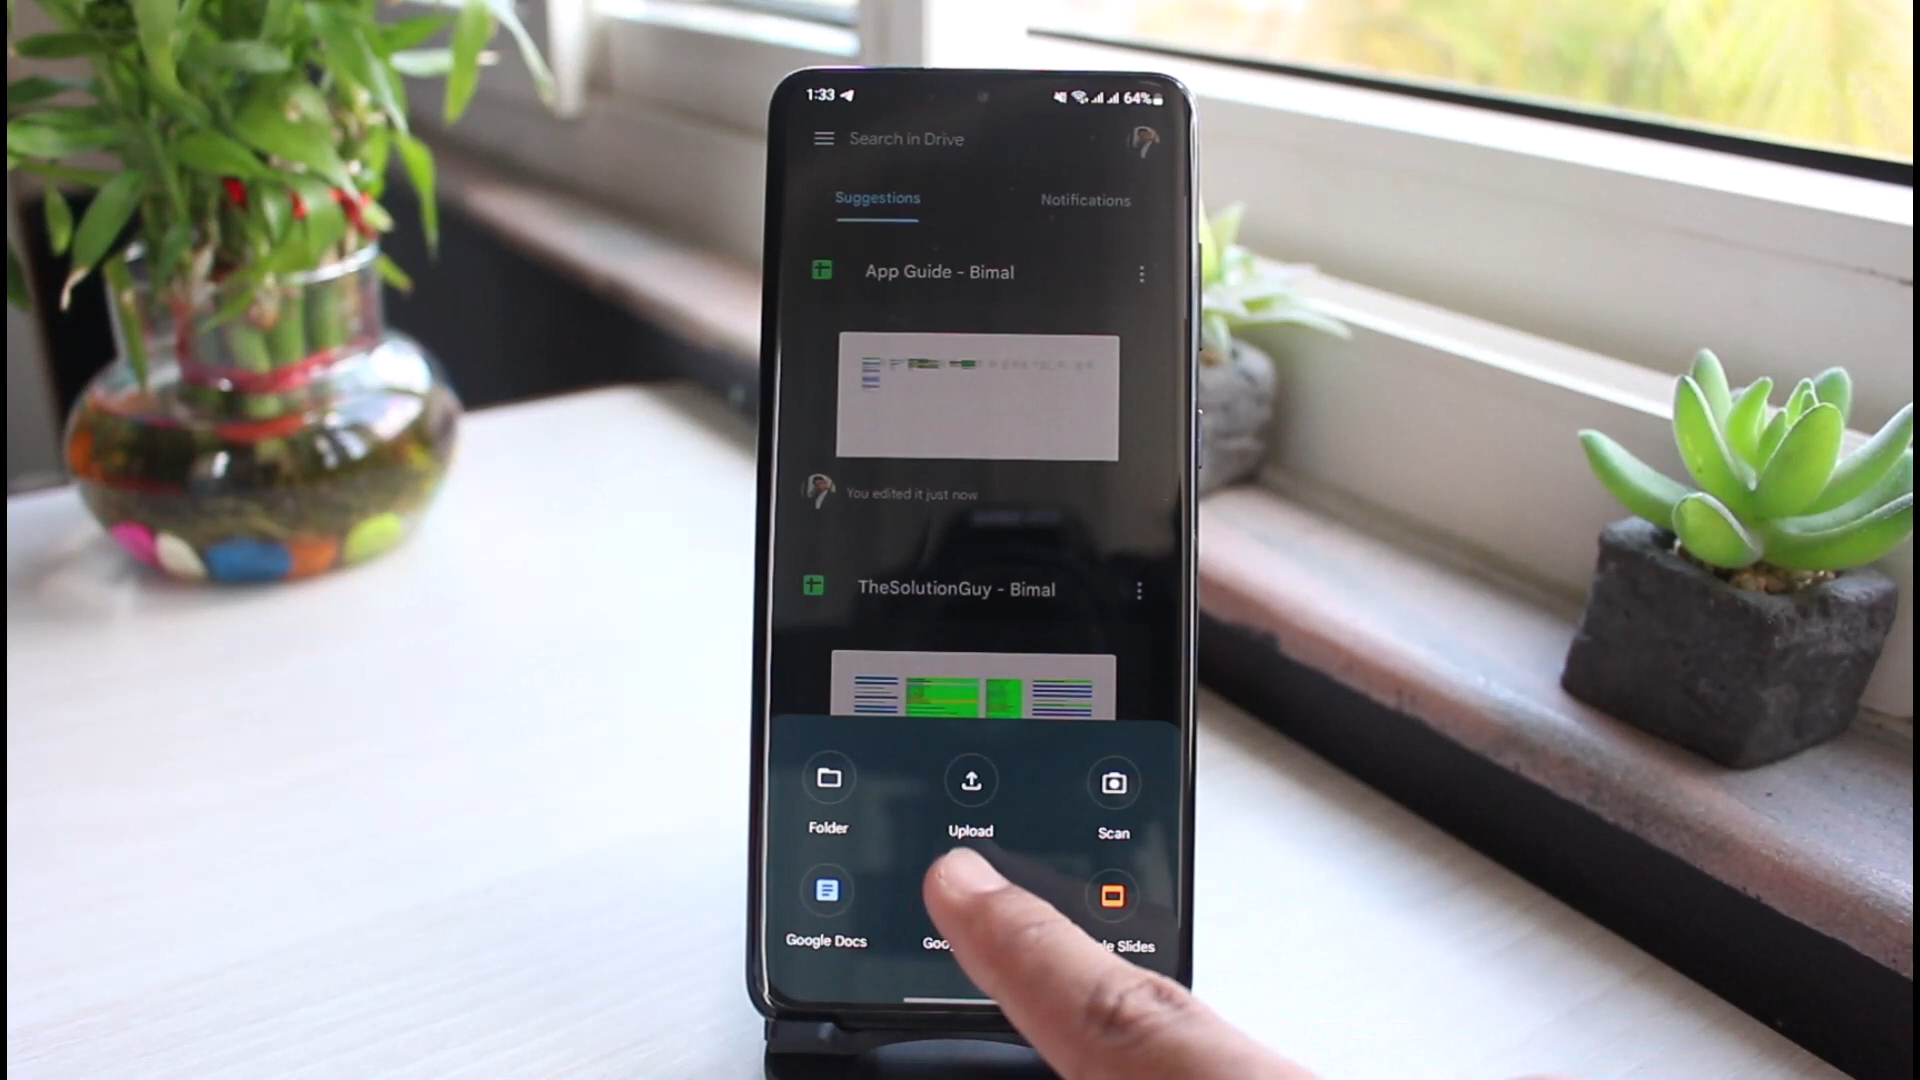 1:33
64%
Search in Drive
Suggestions
Notifications
App Guide - Bimal
You edited it just now
TheSolutionGuy - Bimal
Folder
Upload
Scan
Google Docs
Slides